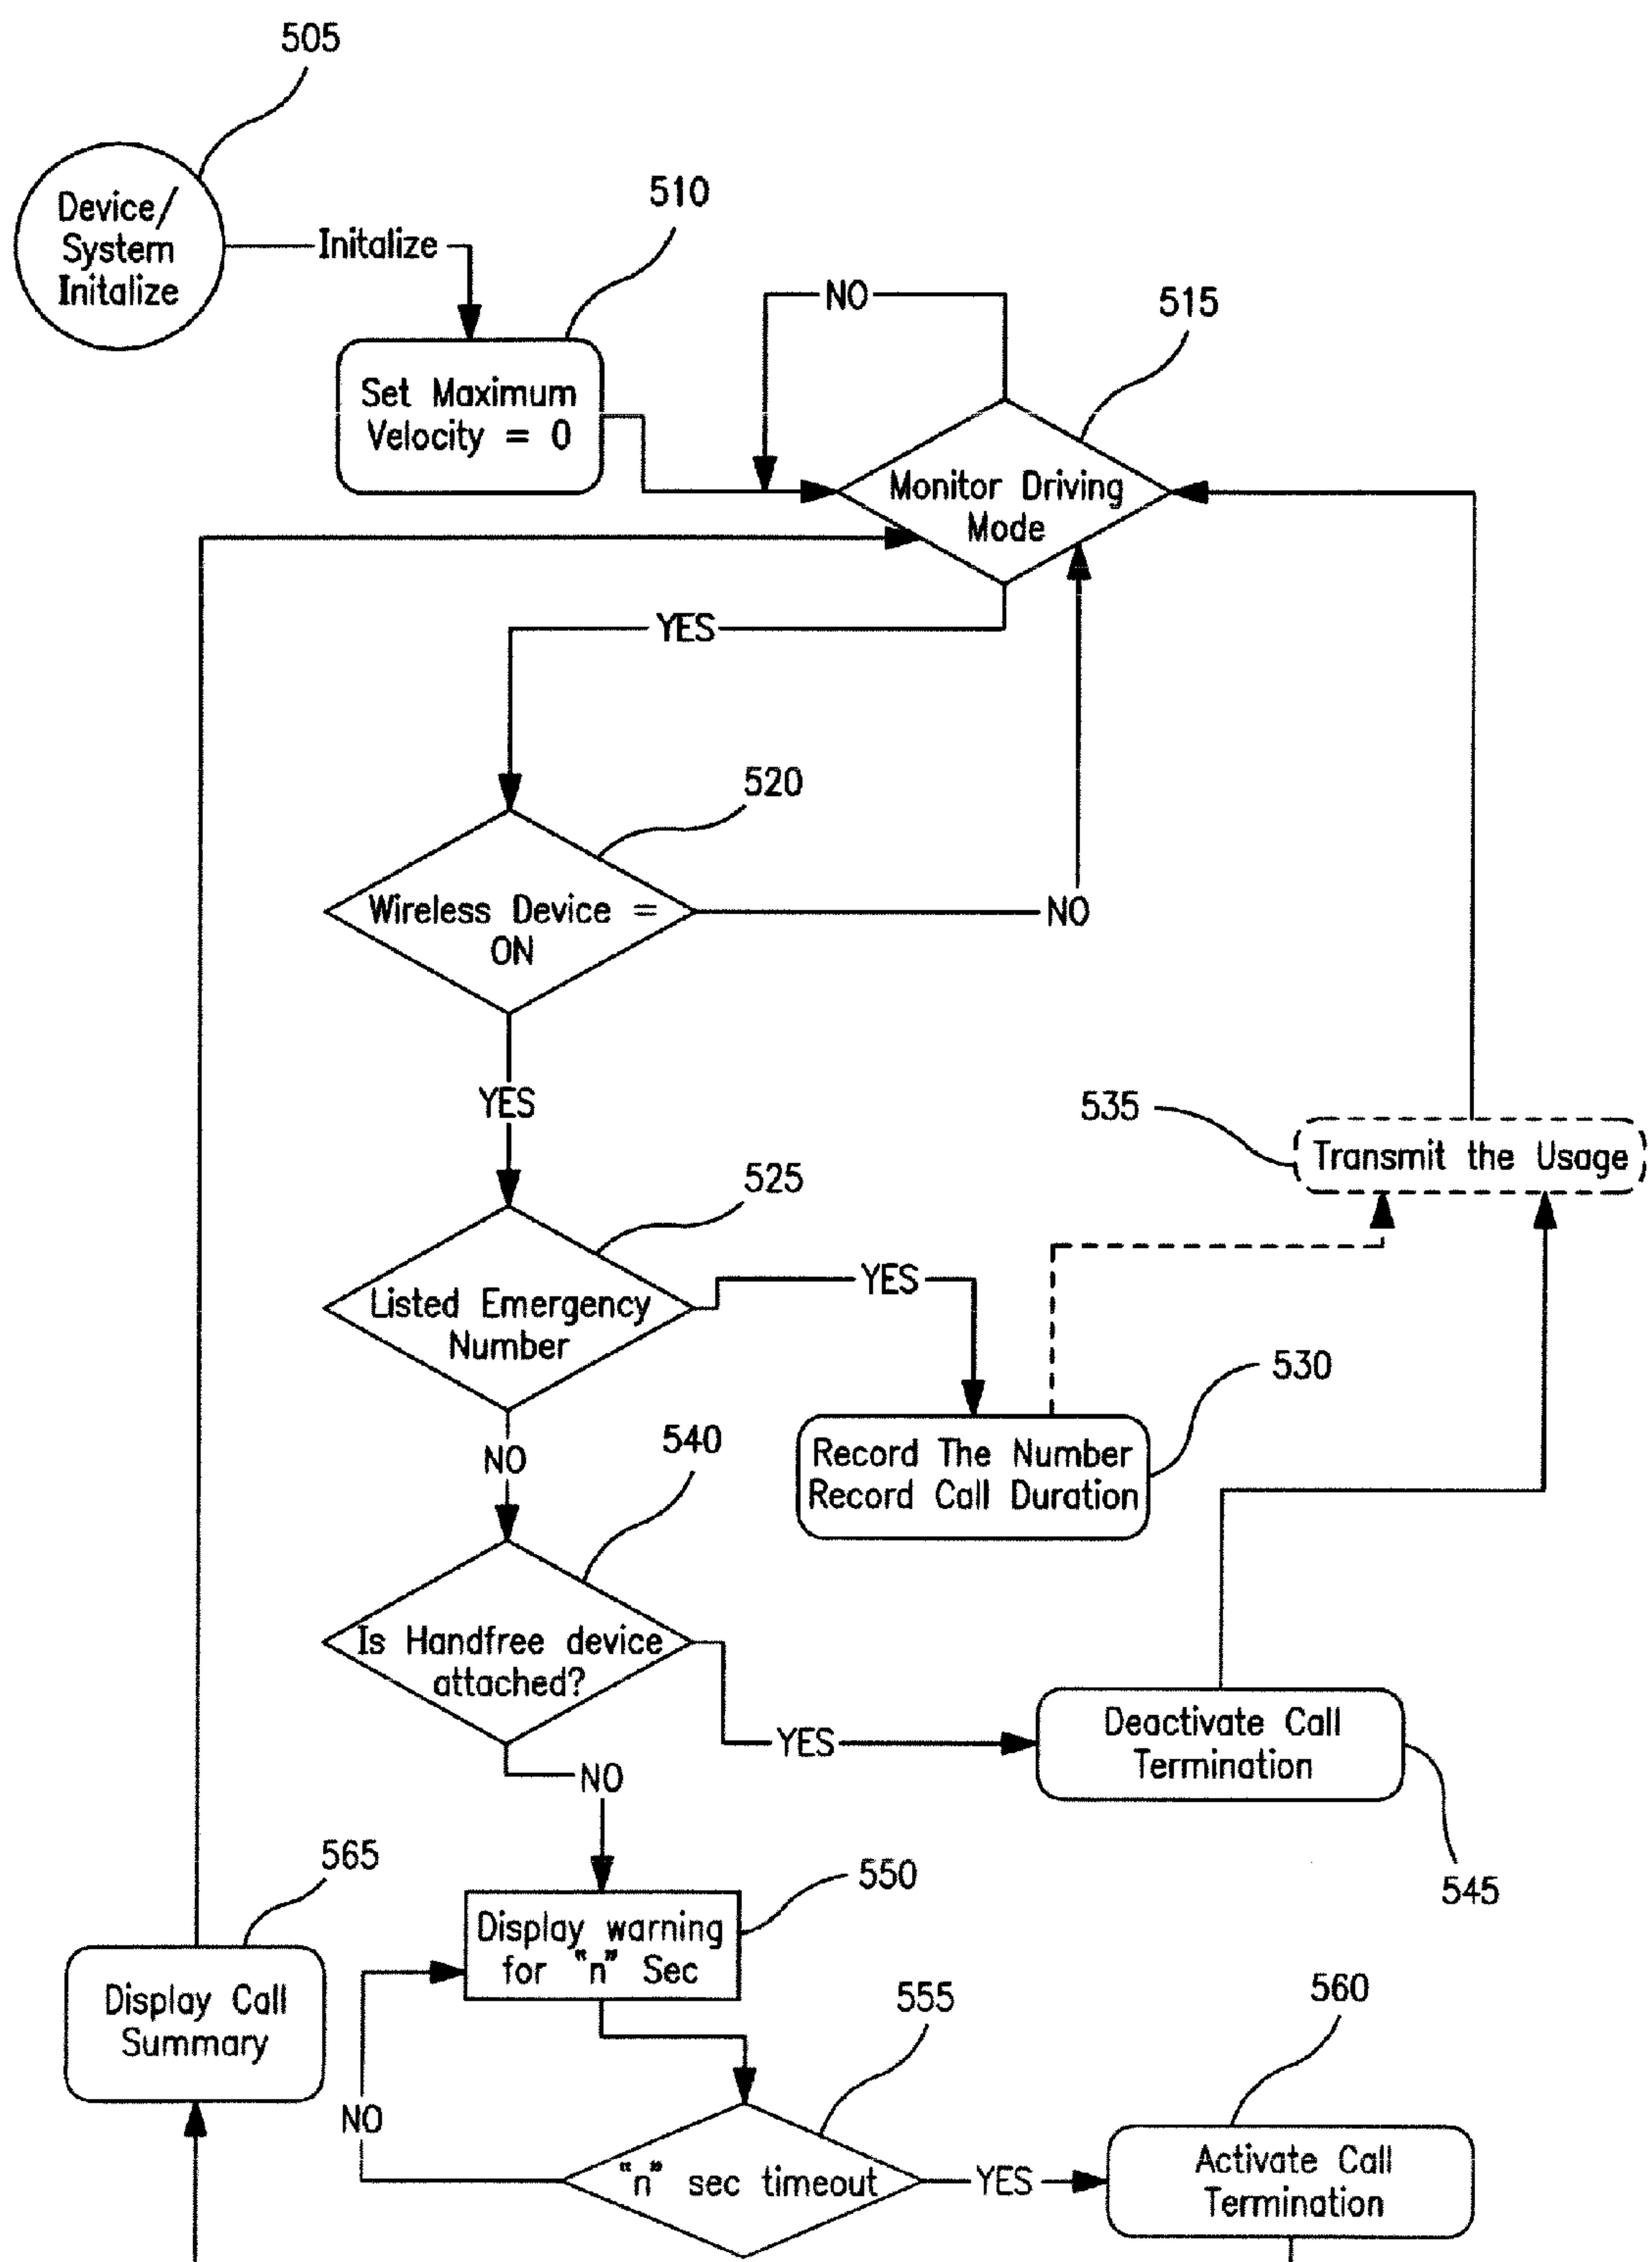 505
Device/
System
Initalize
Initalize
510
Set Maximum
Velocity = 0
NO
515
Monitor Driving
Mode
YES
520
Wireless Device =
ON
NO
YES
535
Transmit the Usage
525
Listed Emergency
Number
YES
530
Record The Number
Record Call Duration
NO
540
Is Handfree device
attached?
YES
Deactivate Call
Termination
545
NO
565
Display Call
Summary
550
Display warning
for "n" Sec
555
NO
"n" sec timeout
YES
560
Activate Call
Termination